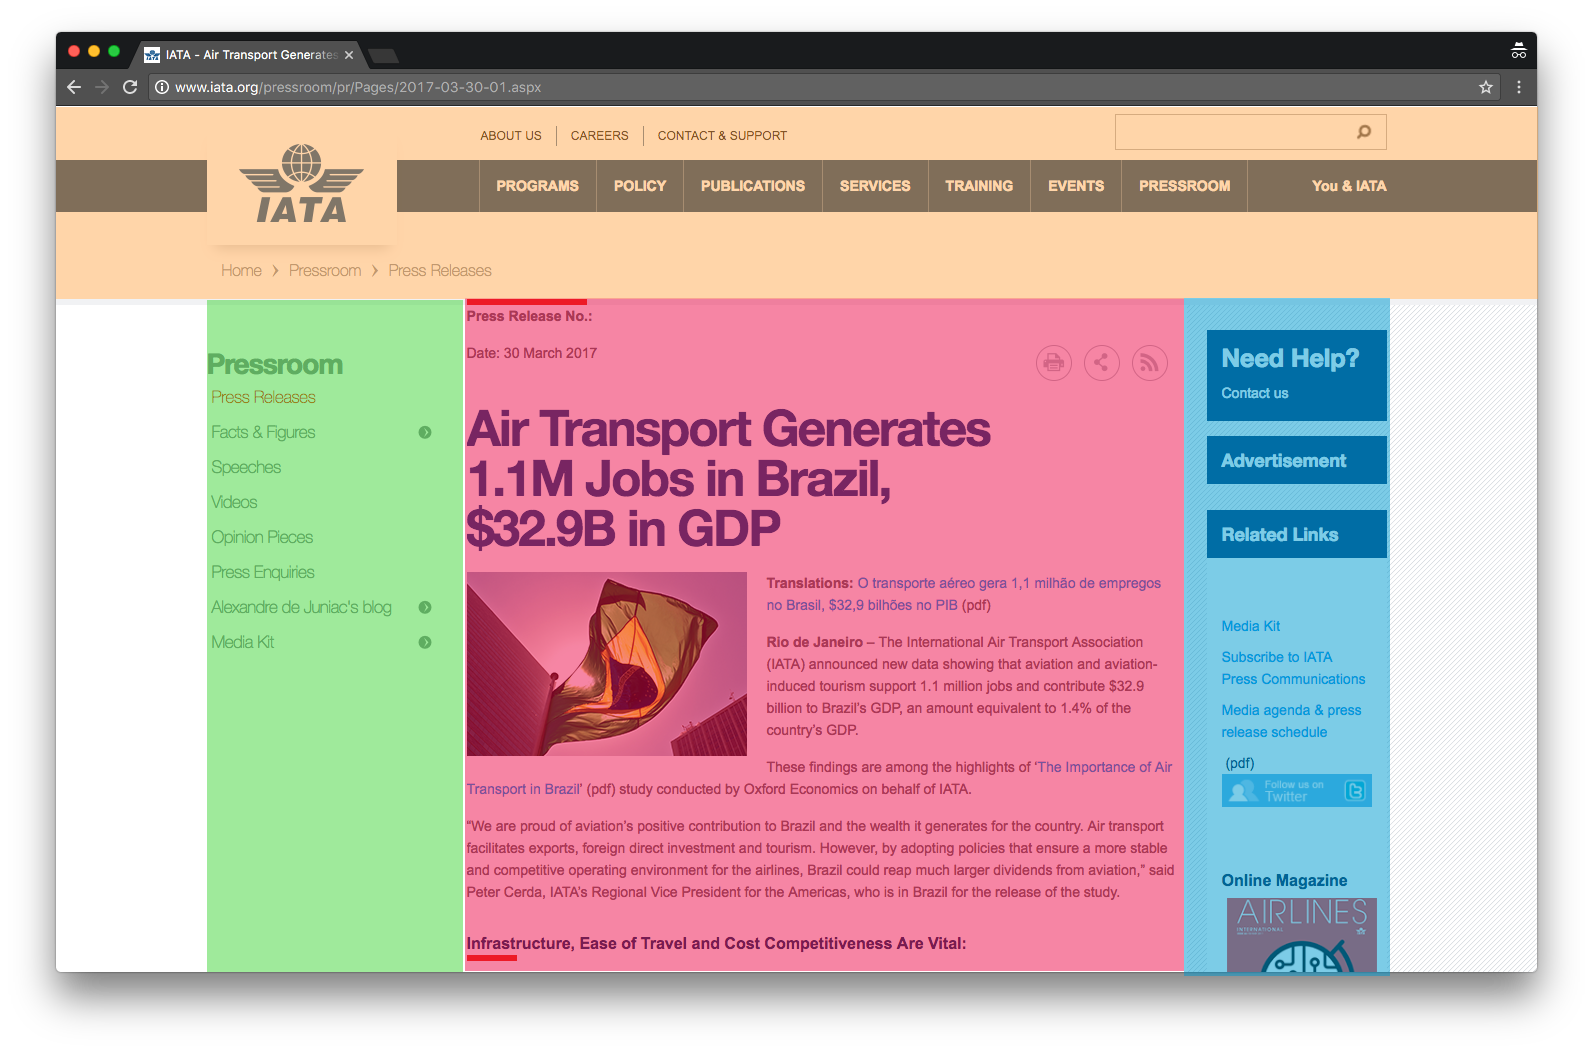 IATA - Air Transport Generates
www.iata.org/pressroom/pr/Pages/2017-03-30-01.aspx
ABOUT US
CAREERS
CONTACT & SUPPORT
IATA
PROGRAMS
POLICY
PUBLICATIONS
SERVICES
TRAINING
EVENTS
PRESSROOM
You & IATA
Home > Pressroom > Press Releases
Pressroom
Press Releases
Facts & Figures
Speeches
Videos
Opinion Pieces
Press Enquiries
Alexandre de Juniac's blog
Media Kit
Press Release No.:
Date: 30 March 2017
Air Transport Generates
1.1M Jobs in Brazil,
$32.9B in GDP
Translations: O transporte aéreo gera 1,1 milhão de empregos
no Brasil, $32,9 bilhões no PIB (pdf)
Rio de Janeiro – The International Air Transport Association
(IATA) announced new data showing that aviation and aviation-
induced tourism support 1.1 million jobs and contribute $32.9
billion to Brazil’s GDP, an amount equivalent to 1.4% of the
country’s GDP.
These findings are among the highlights of ‘The Importance of Air
Transport in Brazil’ (pdf) study conducted by Oxford Economics on behalf of IATA.
“We are proud of aviation’s positive contribution to Brazil and the wealth it generates for the country. Air transport
facilitates exports, foreign direct investment and tourism. However, by adopting policies that ensure a more stable
and competitive operating environment for the airlines, Brazil could reap much larger dividends from aviation,” said
Peter Cerda, IATA’s Regional Vice President for the Americas, who is in Brazil for the release of the study.
Infrastructure, Ease of Travel and Cost Competitiveness Are Vital:
Need Help?
Contact us
Advertisement
Related Links
Media Kit
Subscribe to IATA
Press Communications
Media agenda & press
release schedule
(pdf)
Follow us on
Twitter
Online Magazine
AIRLINES
INTERNATIONAL